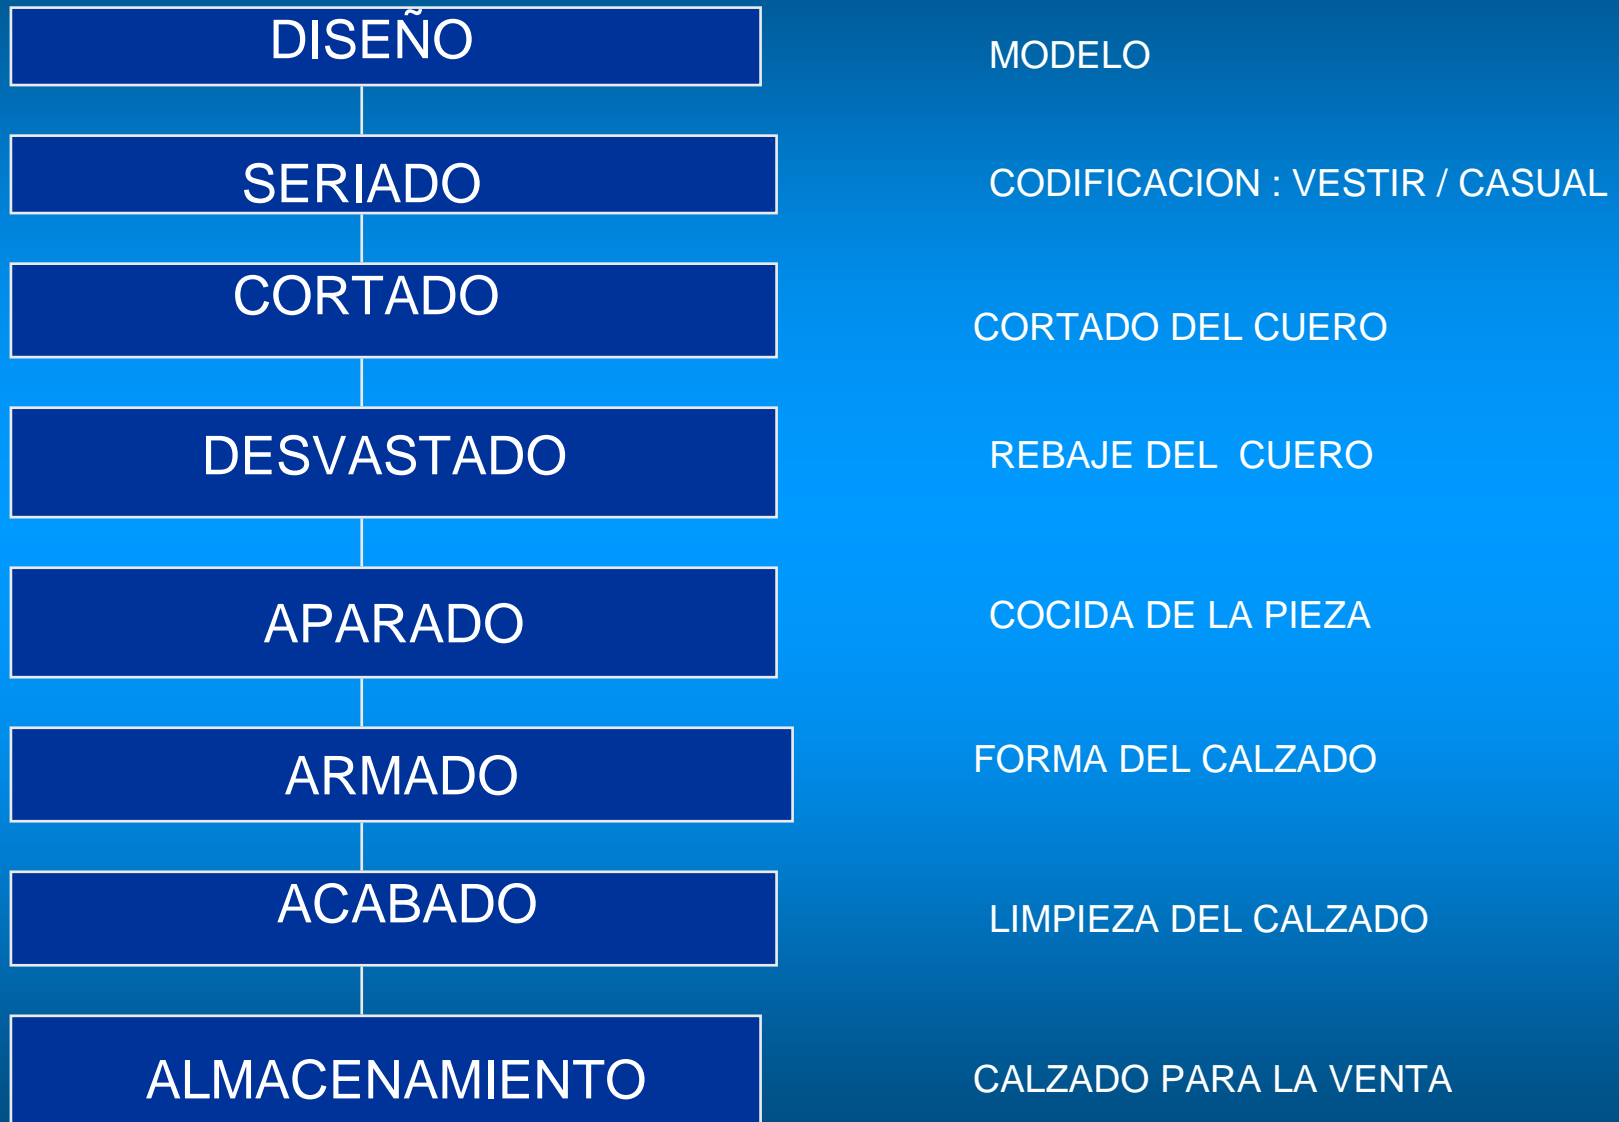 DISEÑO
MODELO
SERIADO
CODIFICACION : VESTIR / CASUAL
CORTADO
CORTADO DEL CUERO
DESVASTADO
REBAJE DEL  CUERO
APARADO
COCIDA DE LA PIEZA
ARMADO
FORMA DEL CALZADO
ACABADO
LIMPIEZA DEL CALZADO
ALMACENAMIENTO
CALZADO PARA LA VENTA